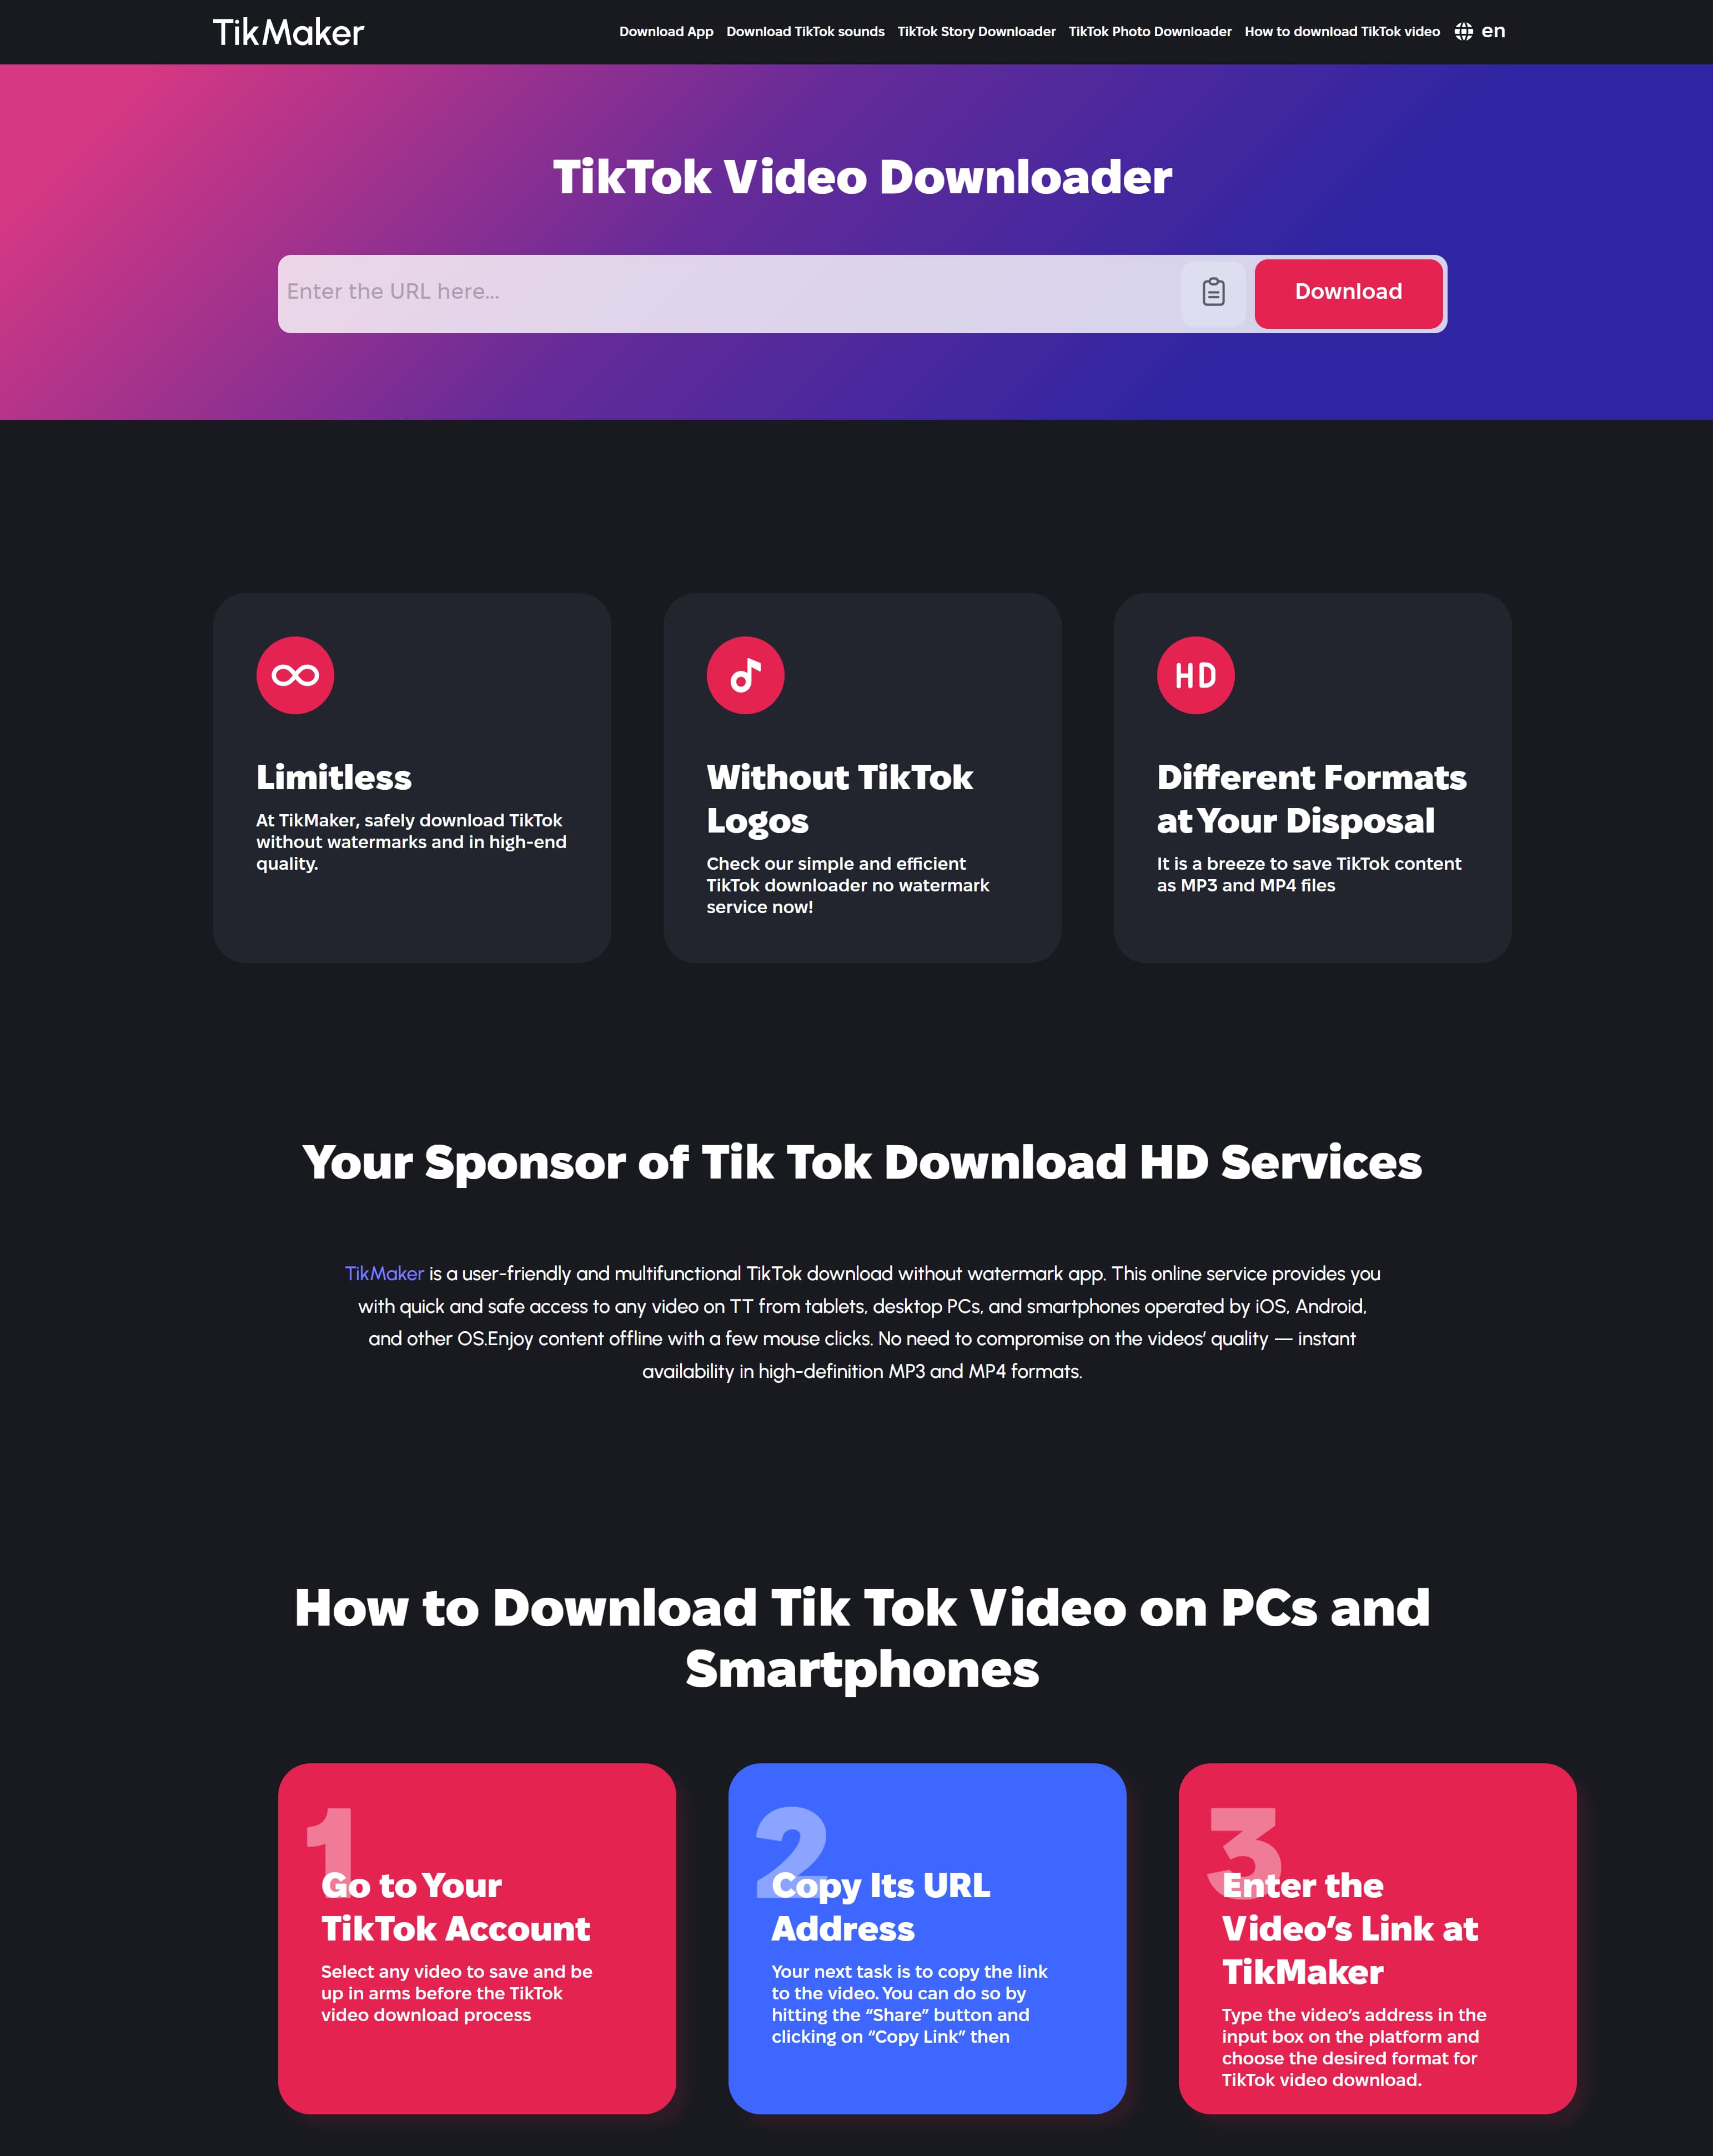 TikMaker
Download App Download TikTok sounds TikTok Story Downloader TikTok Photo Downloader How to download TikTok video en
TikTok Video Downloader
Enter the URL here...
Download
Limitless
At TikMaker, safely download TikTok
without watermarks and in high-end
quality.
Without TikTok
Logos
Check our simple and efficient
TikTok downloader no watermark
service now!
HD
Different Formats
at Your Disposal
It is a breeze to save TikTok content
as MP3 and MP4 files
Your Sponsor of Tik Tok Download HD Services
TikMaker is a user-friendly and multifunctional TikTok download without watermark app. This online service provides you
with quick and safe access to any video on TT from tablets, desktop PCs, and smartphones operated by iOS, Android,
and other OS.Enjoy content offline with a few mouse clicks. No need to compromise on the videos’ quality — instant
availability in high-definition MP3 and MP4 formats.
How to Download Tik Tok Video on PCs and
Smartphones
1
Go to Your
TikTok Account
Select any video to save and be
up in arms before the TikTok
video download process
2
Copy Its URL
Address
Your next task is to copy the link
to the video. You can do so by
hitting the “Share” button and
clicking on “Copy Link” then
3
Enter the
Video’s Link at
TikMaker
Type the video’s address in the
input box on the platform and
choose the desired format for
TikTok video download.